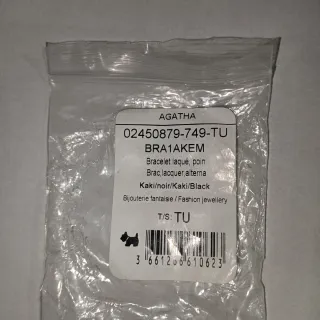 AGATHA
02450879-749-TU
BRA1AKEM
Bracelet laqué, poin
Brac,lacquer,alterna
Kaki/noir/Kaki/Black
Bijouterie fantaisie / Fashion jewellery
T/S: TU
3 661286 610623